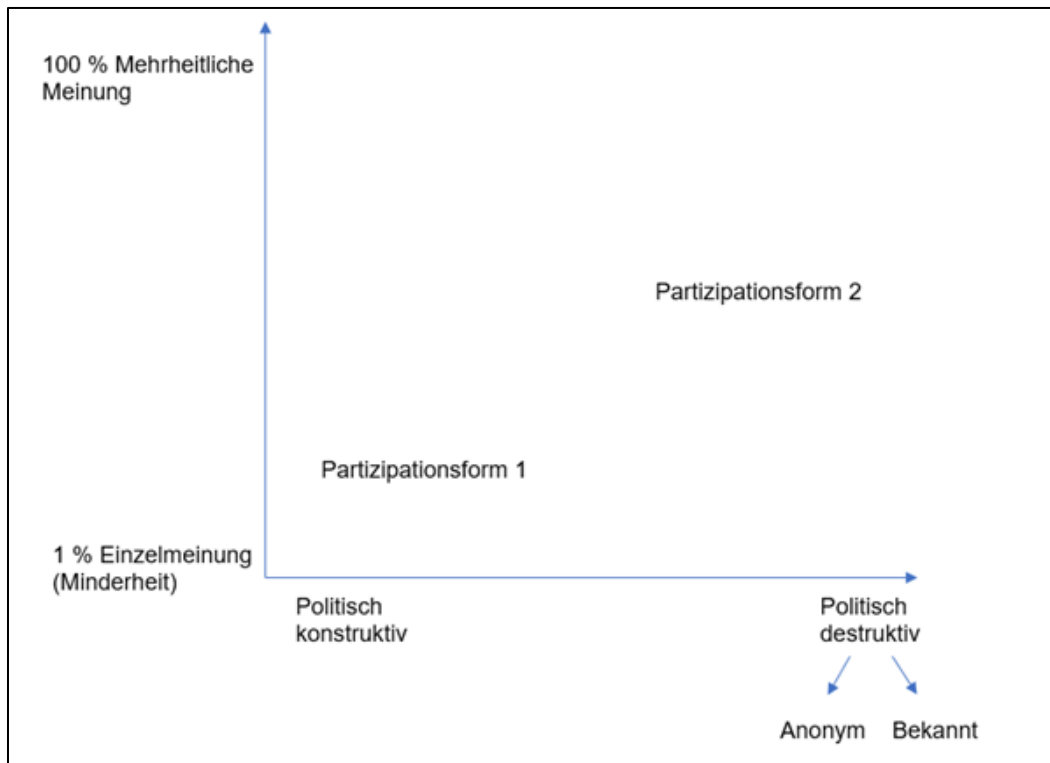 100 % Mehrheitliche
Meinung
Partizipationsform 2
Partizipationsform 1
1 % Einzelmeinung
(Minderheit)
Politisch
konstruktiv
Politisch
destruktiv
Anonym
Bekannt